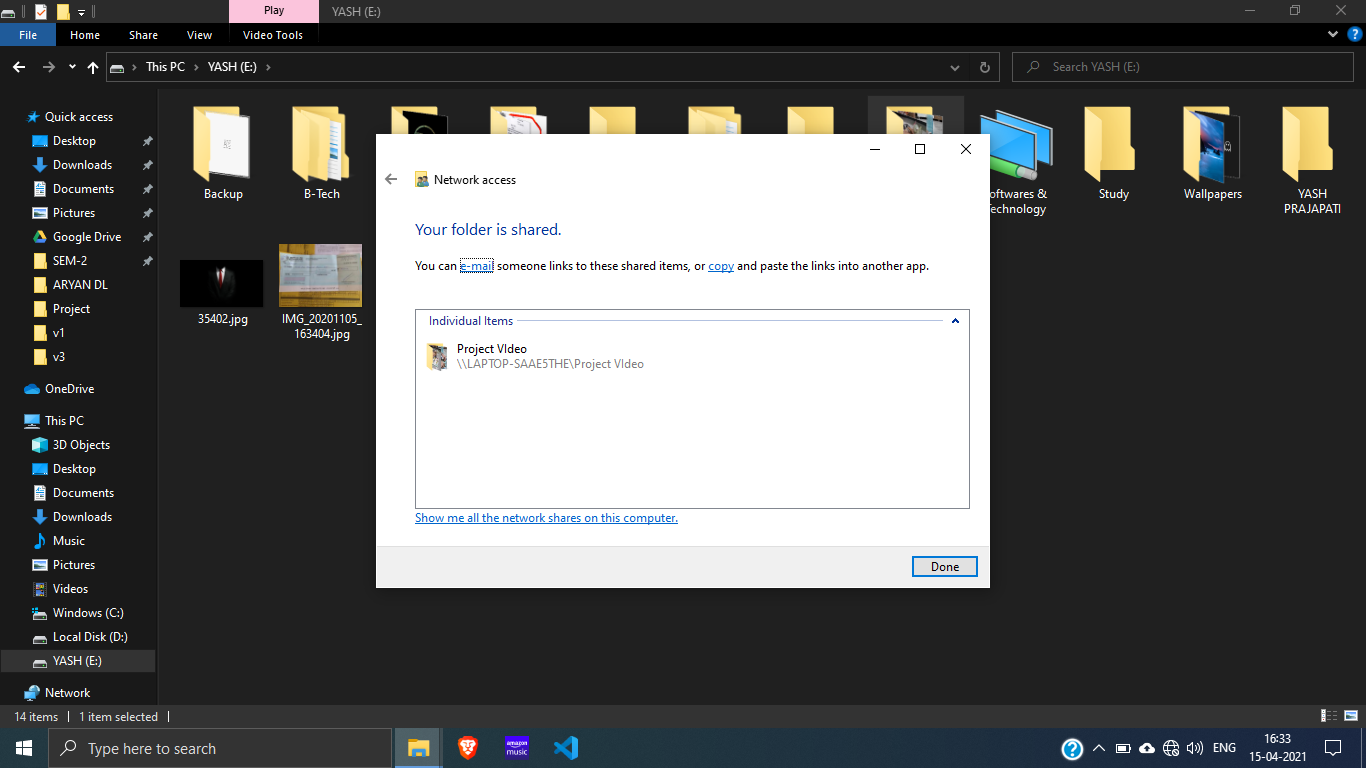 Play
YASH (E:)
File
Home
Share
View
Video Tools
This PC
YASH (E:)
Search YASH (E:)
Quick access
Desktop
Downloads
Documents
Pictures
Google Drive
SEM-2
ARYAN DL
Project
v1
v3
OneDrive
This PC
3D Objects
Desktop
Documents
Downloads
Music
Pictures
Videos
Windows (C:)
Local Disk (D:)
YASH (E:)
Network
Backup
B-Tech
oftwares &
echnology
Study
Wallpapers
YASH
PRAJAPATI
35402.jpg
IMG_20201105_
163404.jpg
Network access
Your folder is shared.
You can e-mail someone links to these shared items, or copy and paste the links into another app.
Individual Items
Project VIdeo
\\LAPTOP-SAAE5THE\Project VIdeo
Show me all the network shares on this computer.
Done
14 items
1 item selected
Type here to search
amazon
music
ENG
16:33
15-04-2021